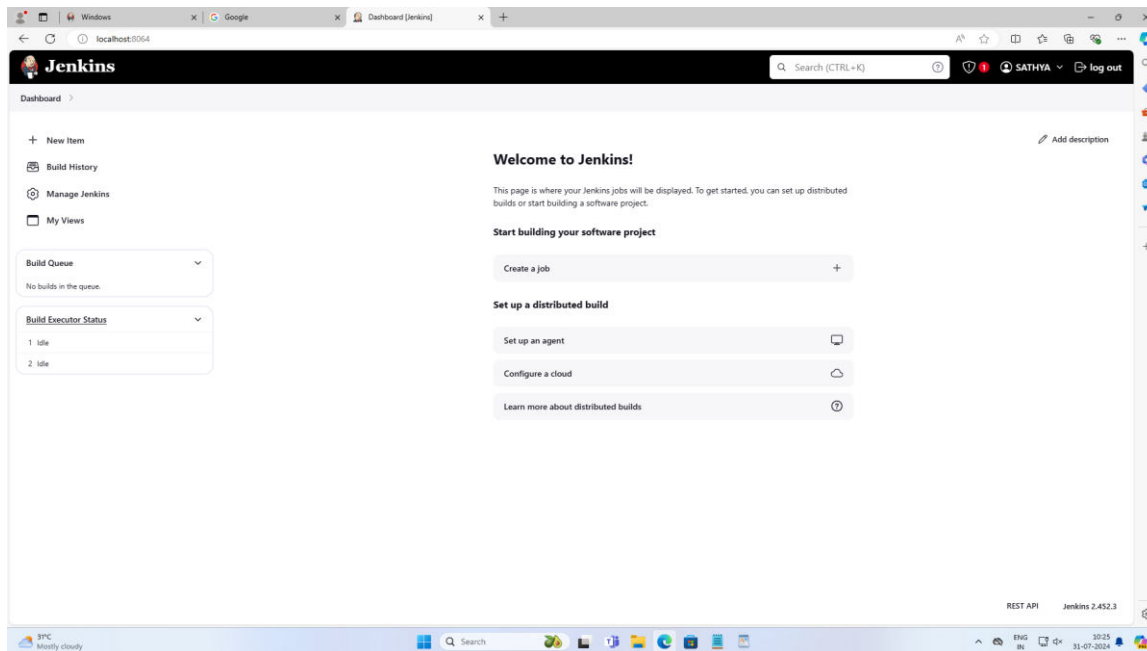 Windows
Google
Dashboard [Jenkins]
localhost:8064
Jenkins
Search (CTRL+K)
1
SATHYA
log out
Dashboard
New Item
Build History
Manage Jenkins
My Views
Build Queue
No builds in the queue.
Build Executor Status
1 Idle
2 Idle
Add description
Welcome to Jenkins!
This page is where your Jenkins jobs will be displayed. To get started, you can set up distributed
builds or start building a software project.
Start building your software project
Create a job
Set up a distributed build
Set up an agent
Configure a cloud
Learn more about distributed builds
REST API
Jenkins 2.452.3
31°C
Mostly cloudy
Search
ENG
IN
10:25
31-07-2024